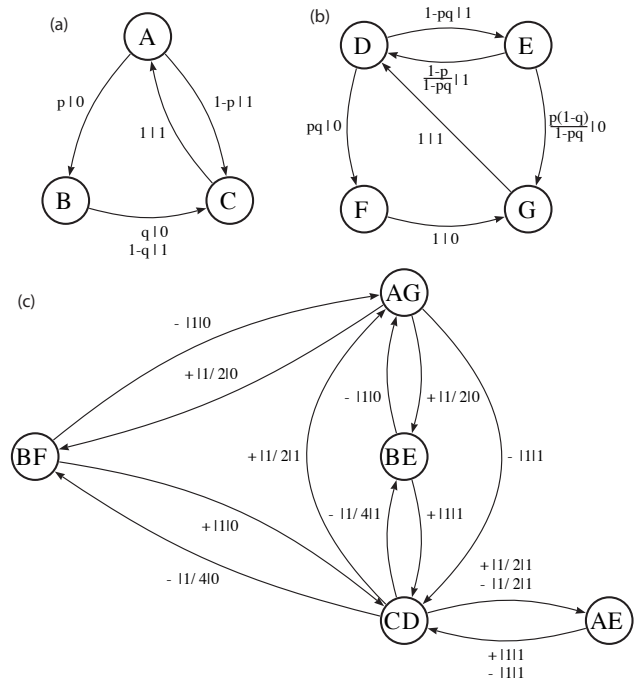 (a)
A
p|0
1-p|1
1|1
B
C
q|0
1-q|1
(b)
1-pq|1
D
E
1-p
1-pq
|1
pq|0
1|1
p(1-q)
1-pq
|0
F
G
1|0
(c)
AG
- |1|0
+|1/2|0
- |1|0
+|1/2|0
BF
BE
+|1/2|1
- |1|1
+|1|0
- |1/4|1
+|1|1
- |1/4|0
+|1/2|1
- |1/2|1
CD
AE
+|1|1
- |1|1